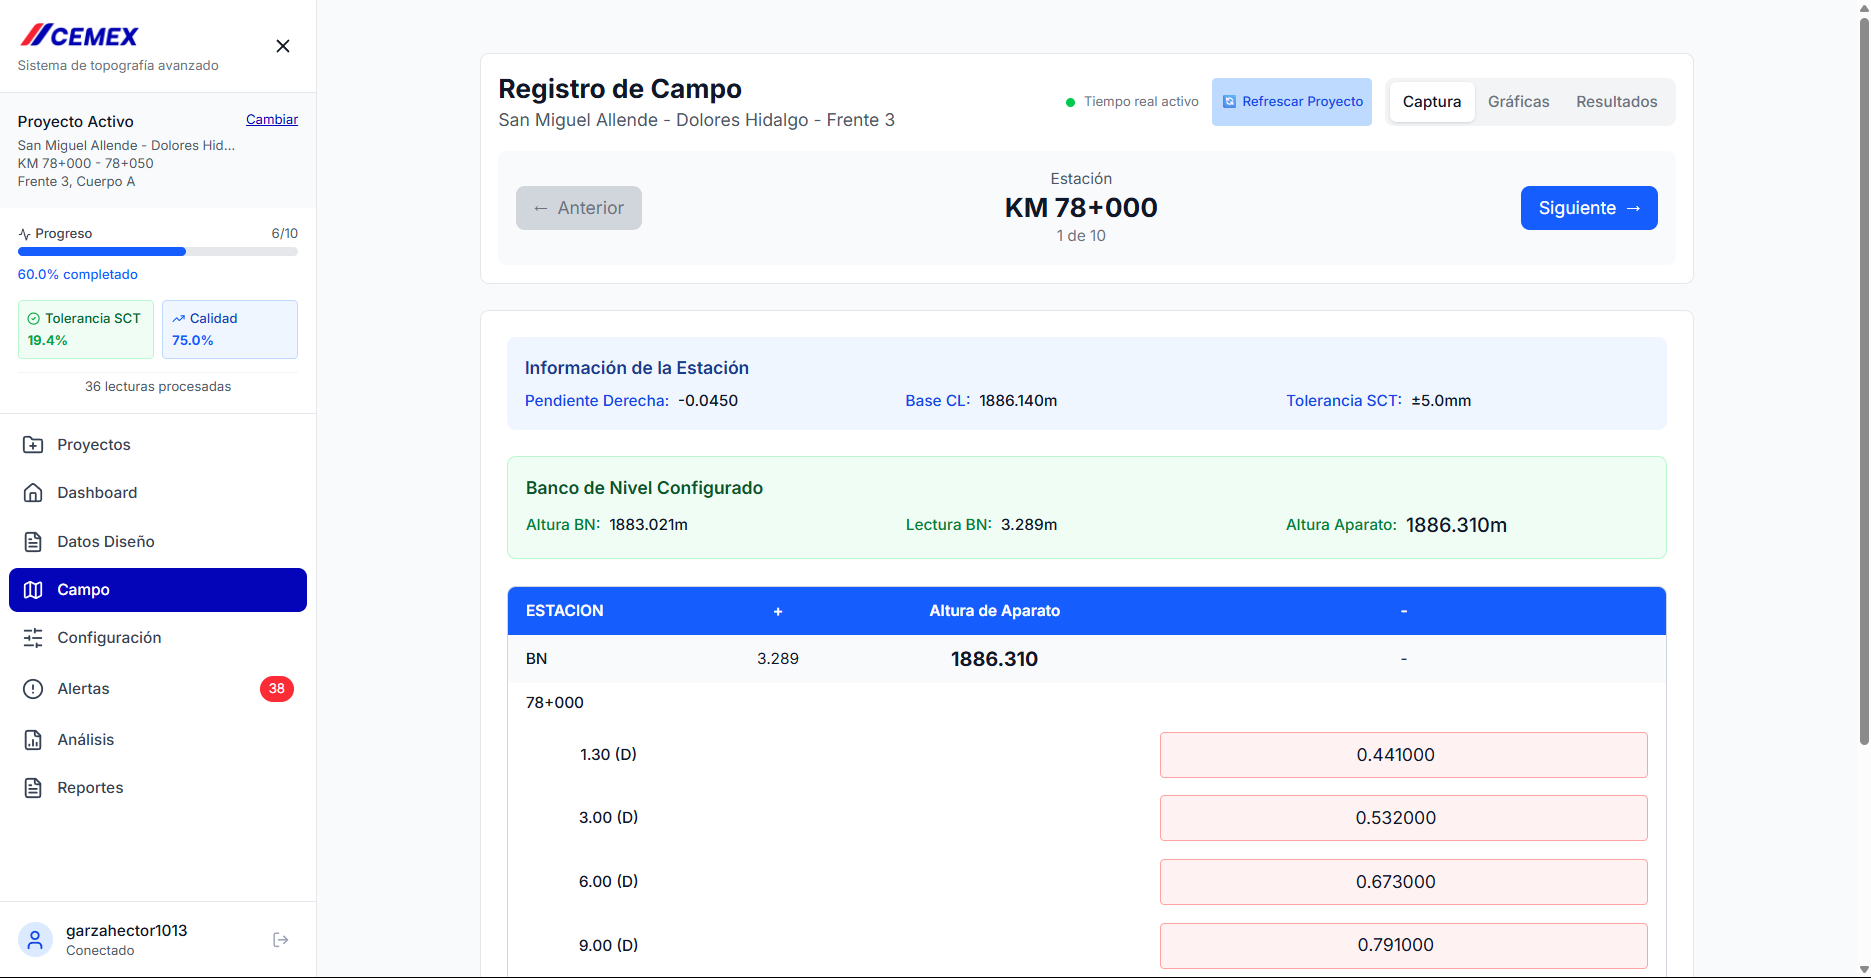 CEMEX
Sistema de topografía avanzado
Proyecto Activo
Cambiar
San Miguel Allende - Dolores Hid...
KM 78+000 - 78+050
Frente 3, Cuerpo A
Progreso
6/10
60.0% completado
Tolerancia SCT
19.4%
Calidad
75.0%
36 lecturas procesadas
Proyectos
Dashboard
Datos Diseño
Campo
Configuración
Alertas
38
Análisis
Reportes
garzahector1013
Conectado
Registro de Campo
San Miguel Allende - Dolores Hidalgo - Frente 3
Tiempo real activo
Refrescar Proyecto
Captura
Gráficas
Resultados
← Anterior
Estación
KM 78+000
1 de 10
Siguiente →
Información de la Estación
Pendiente Derecha: -0.0450
Base CL: 1886.140m
Tolerancia SCT: ±5.0mm
Banco de Nivel Configurado
Altura BN: 1883.021m
Lectura BN: 3.289m
Altura Aparato: 1886.310m
ESTACION + Altura de Aparato -
BN 3.289 1886.310 -
78+000
1.30 (D) 0.441000
3.00 (D) 0.532000
6.00 (D) 0.673000
9.00 (D) 0.791000